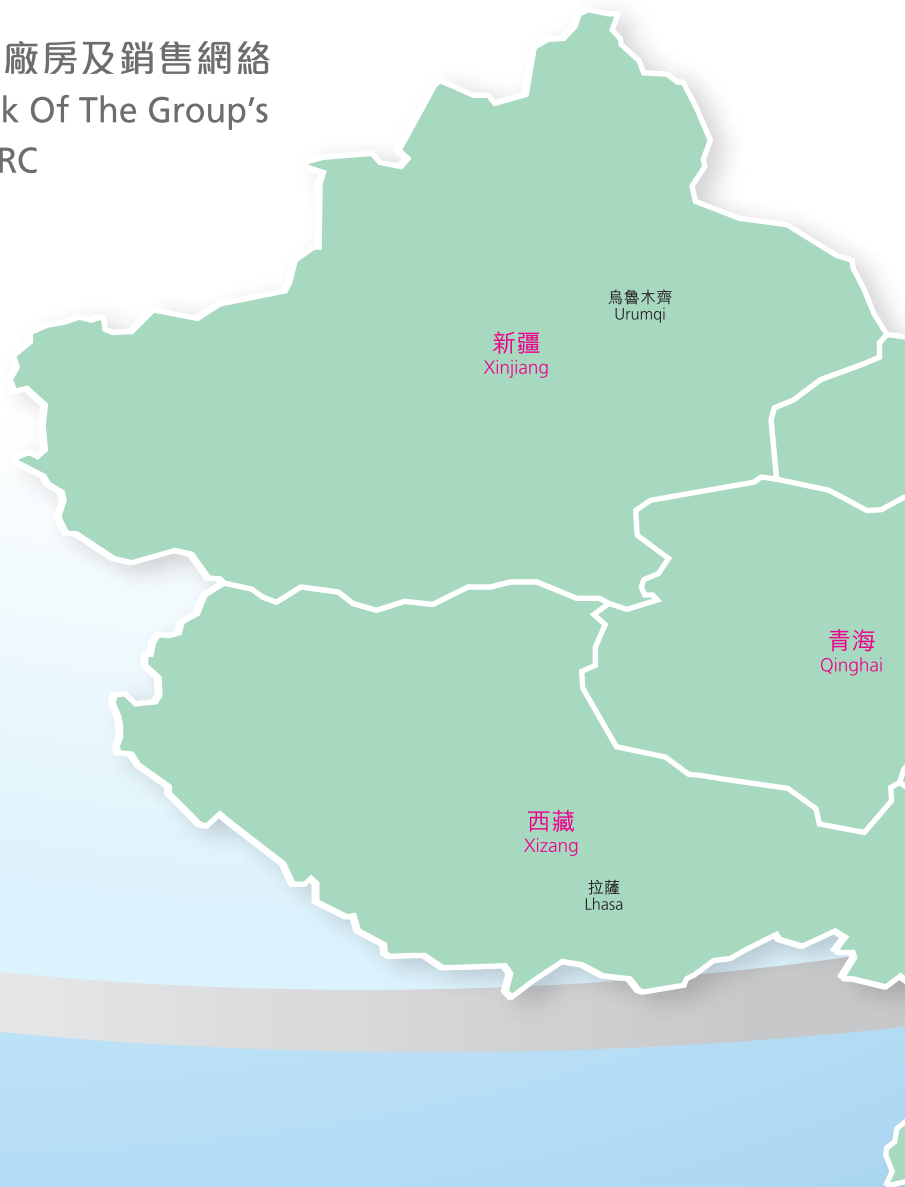 廠房及銷售網絡
k Of The Group's
RC
烏魯木齊
Urumqi
新疆
Xinjiang
青海
Qinghai
西藏
Xizang
拉薩
Lhasa